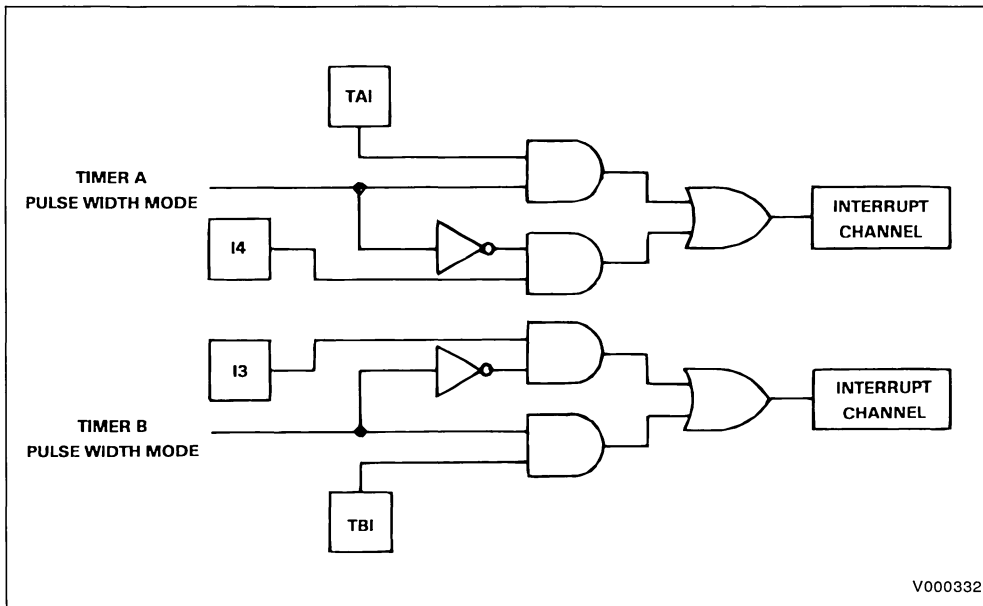 TAI
TIMER A
PULSE WIDTH MODE
I4
INTERRUPT
CHANNEL
I3
INTERRUPT
CHANNEL
TIMER B
PULSE WIDTH MODE
TBI
V000332